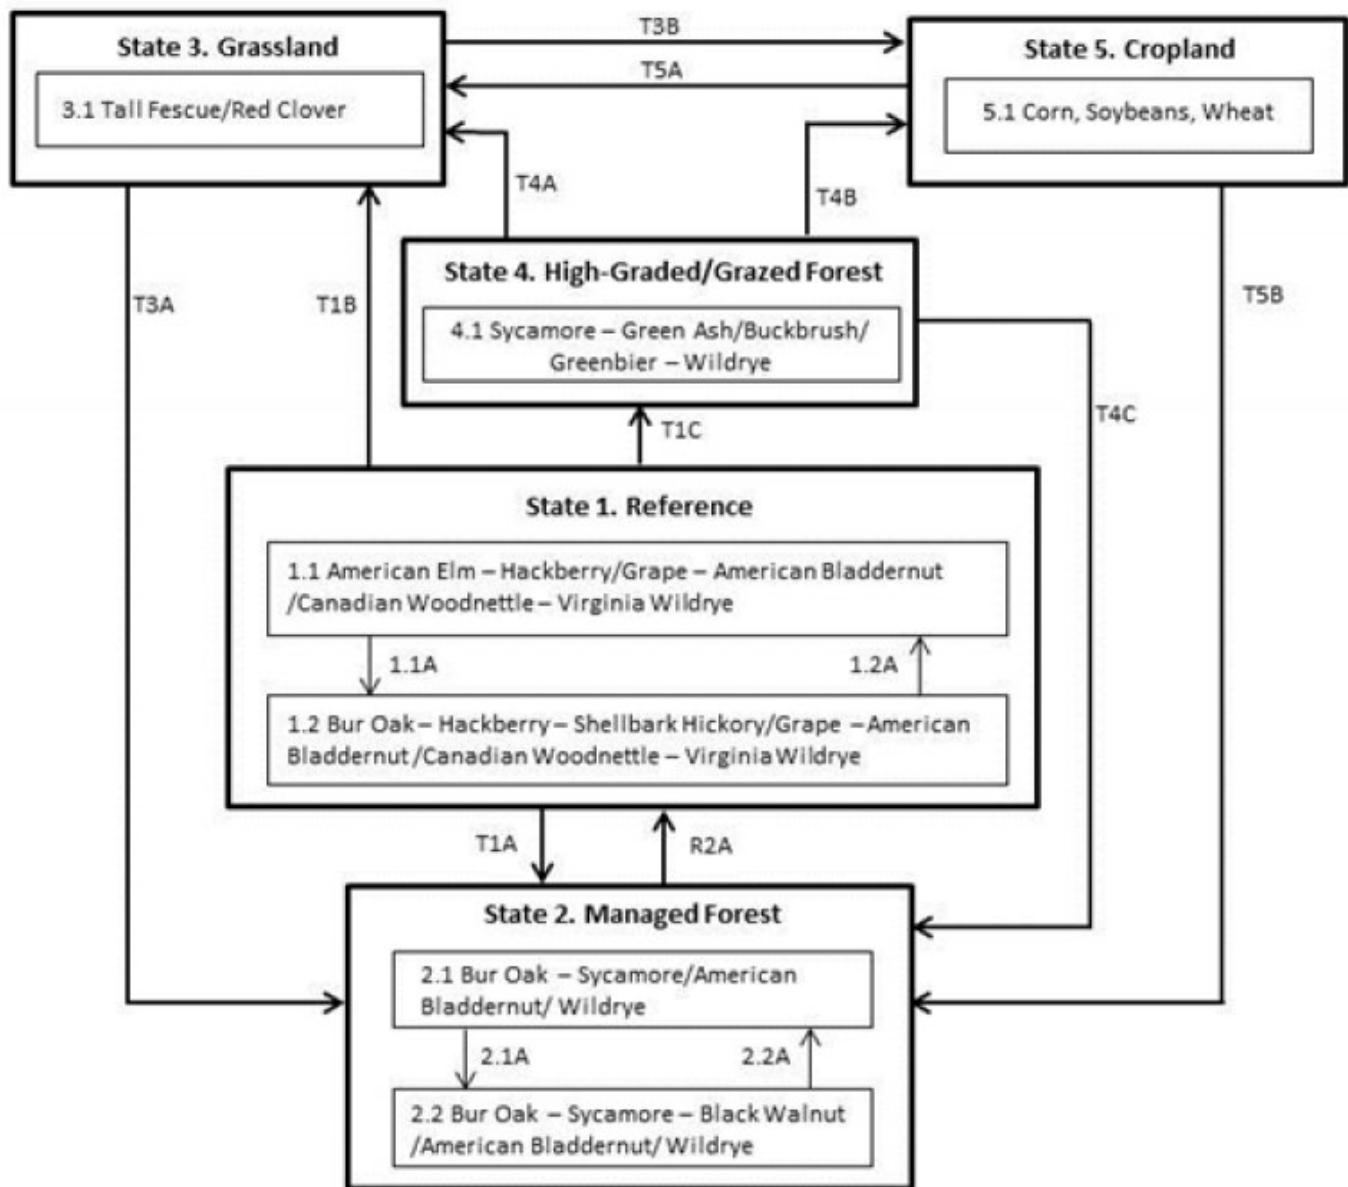 T3B
State 3. Grassland
State 5. Cropland
T5A
3.1 Tall Fescue/Red Clover
5.1 Corn, Soybeans, Wheat
T4A
T4B
State 4. High-Graded/Grazed Forest
T3A
T1B
T5B
4.1 Sycamore – Green Ash/Buckbrush/
Greenbier – Wildrye
T4C
T1C
State 1. Reference
1.1 American Elm – Hackberry/Grape – American Bladdernut
/Canadian Woodnettle – Virginia Wildrye
1.1A
1.2A
1.2 Bur Oak – Hackberry – Shellbark Hickory/Grape – American
Bladdernut /Canadian Woodnettle – Virginia Wildrye
T1A
R2A
State 2. Managed Forest
2.1 Bur Oak – Sycamore/American
Bladdernut/ Wildrye
2.1A
2.2A
2.2 Bur Oak – Sycamore – Black Walnut
/American Bladdernut/ Wildrye